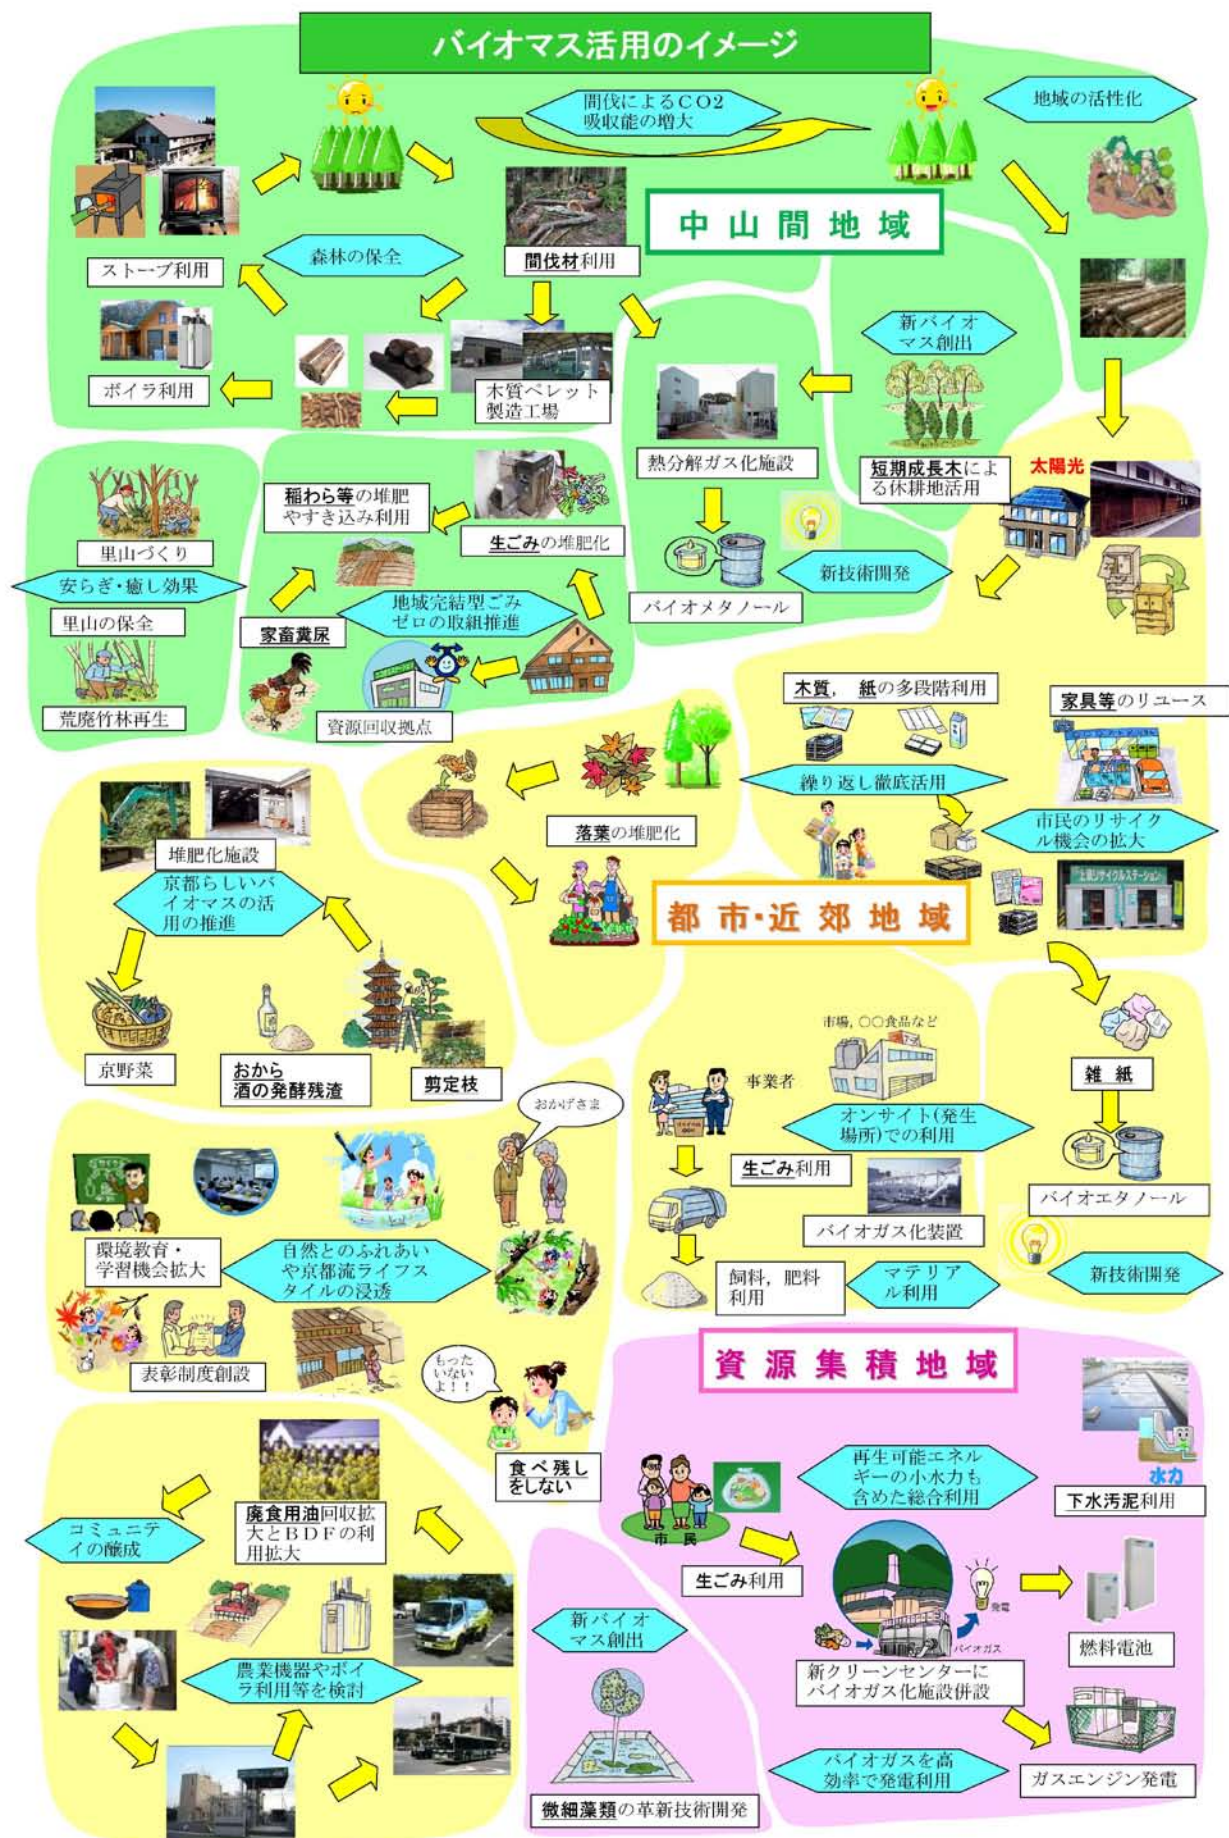 バイオマス活用のイメージ
間伐によるCO2
吸収能の増大
地域の活性化
中山間地域
森林の保全
間伐材利用
ストーブ利用
新バイオ
マス創出
ボイラ利用
木質ペレット
製造工場
熱分解ガス化施設
短期成長木によ
る休耕地活用
太陽光
稲わら等の堆肥
やすき込み利用
生ごみの堆肥化
里山づくり
安らぎ・癒し効果
里山の保全
荒廃竹林再生
地域完結型ごみ
ゼロの取組推進
家畜糞尿
資源回収拠点
新技術開発
バイオメタノール
木質，紙の多段階利用
家具等のリユース
繰り返し徹底活用
市民のリサイク
ル機会の拡大
上京リサイクルステーション
落葉の堆肥化
都市・近郊地域
堆肥化施設
京都らしいバ
イオマスの活
用の推進
京野菜
おから
酒の発酵残渣
剪定枝
市場，○○食品など
事業者
オンサイト(発生
場所)での利用
生ごみ利用
バイオガス化装置
飼料，肥料
利用
マテリア
ル利用
雑紙
バイオエタノール
新技術開発
おかげさま
環境教育・
学習機会拡大
自然とのふれあい
や京都流ライフス
タイルの浸透
表彰制度創設
もった
いない
よ！！
食べ残し
をしない
廃食用油回収拡
大とBDFの利
用拡大
コミュニテ
イの醸成
農業機器やボイ
ラ利用等を検討
資源集積地域
再生可能エネル
ギーの小水力も
含めた総合利用
水力
下水汚泥利用
市民
生ごみ利用
発電
バイオガス
燃料電池
新クリーンセンターに
バイオガス化施設併設
新バイオ
マス創出
微細藻類の革新技術開発
バイオガスを高
効率で発電利用
ガスエンジン発電